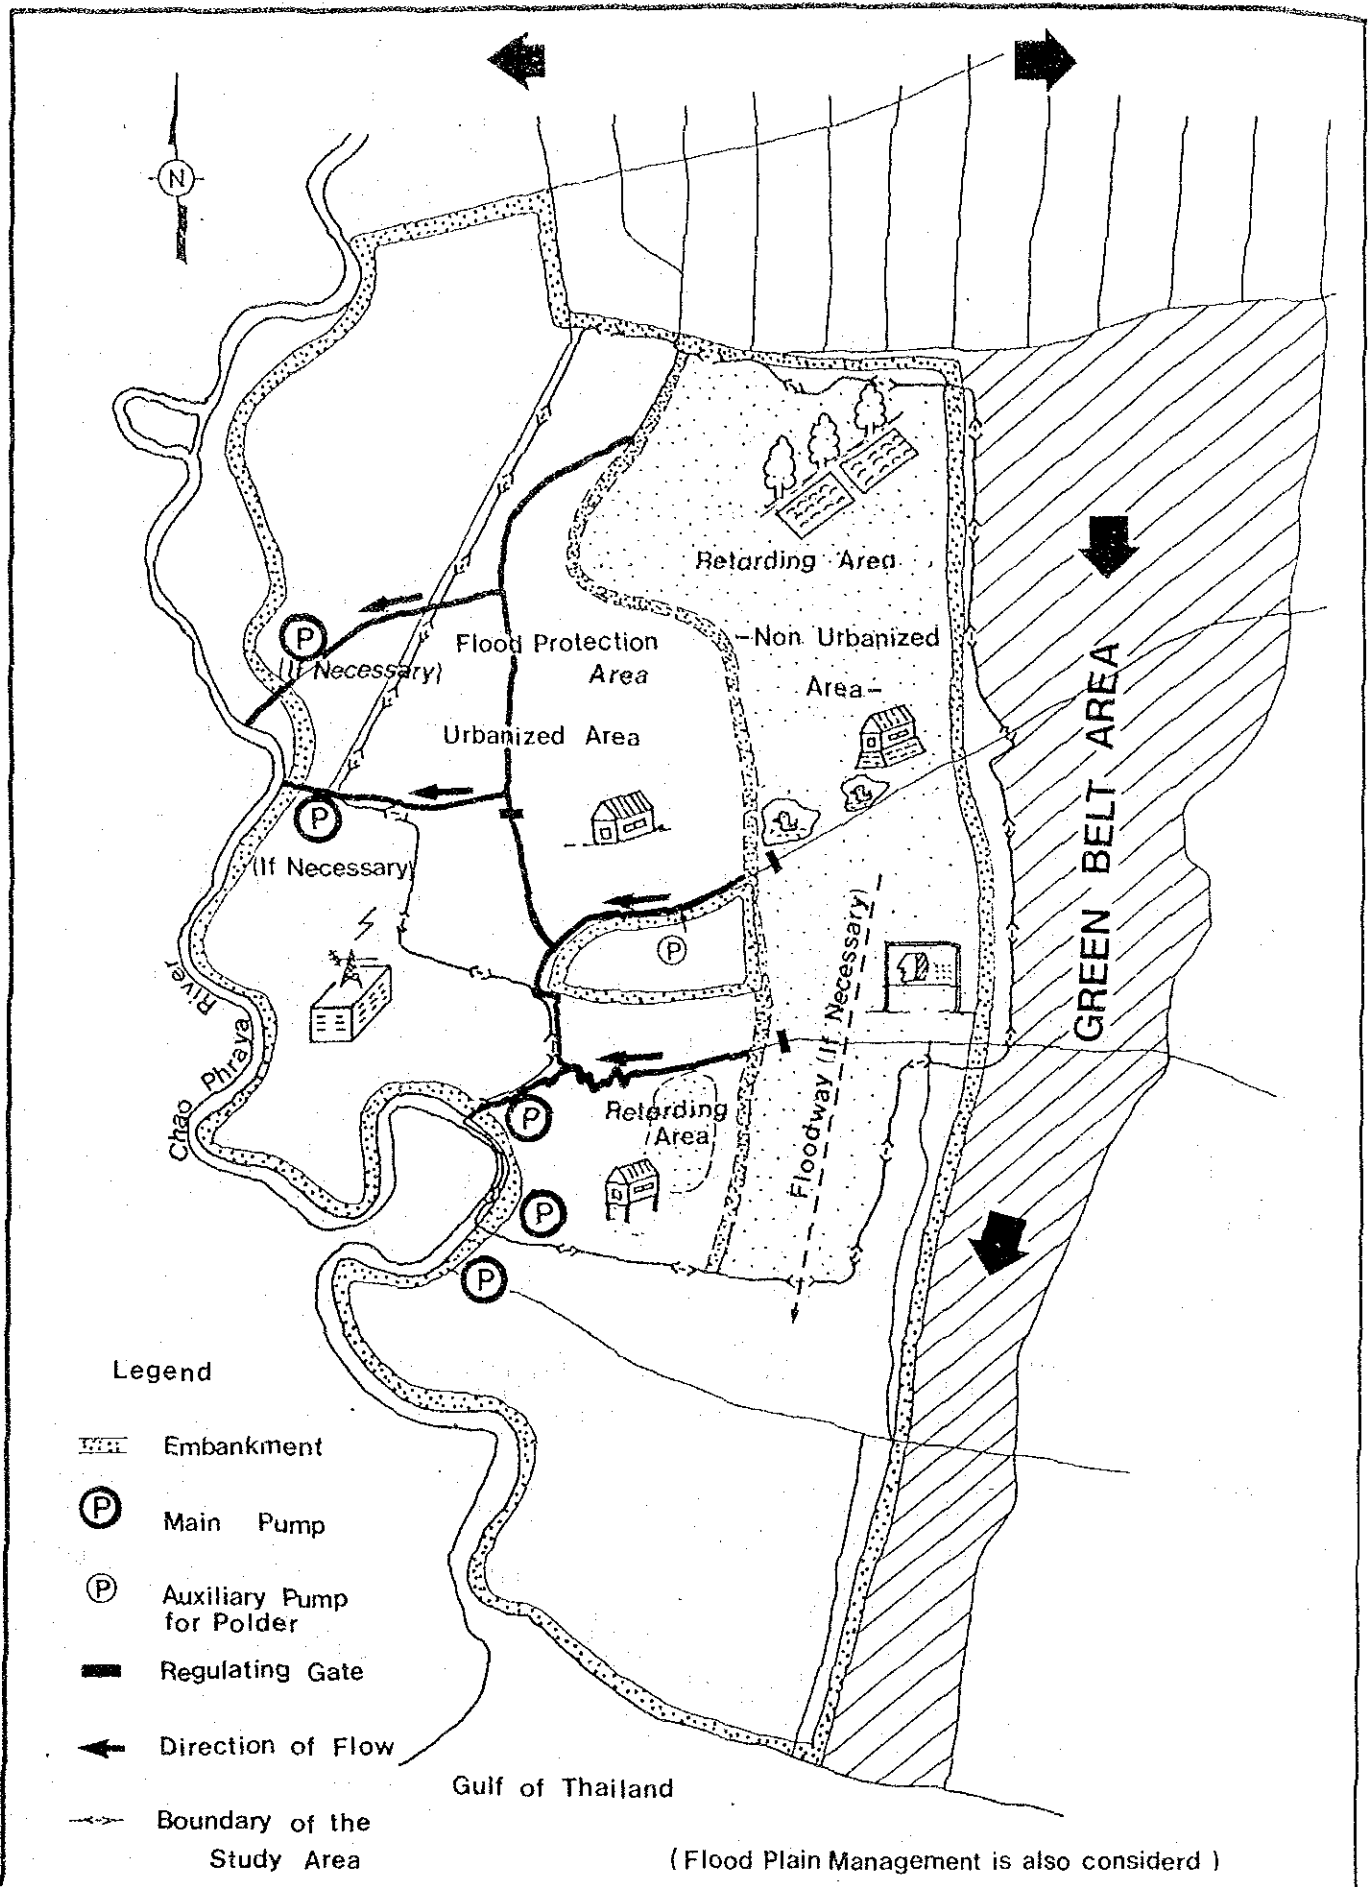 N
Retarding Area
-Non Urbanized
Area-
P
(If Necessary)
Flood Protection
Area
Urbanized Area
P
(If Necessary)
P
Floodway (If Necessary)
GREEN BELT AREA
Chao Phraya River
P
Retarding
Area
P
P
Legend
Embankment
P
Main Pump
P
Auxiliary Pump
for Polder
Regulating Gate
Direction of Flow
Boundary of the
Study Area
Gulf of Thailand
(Flood Plain Management is also considerd)